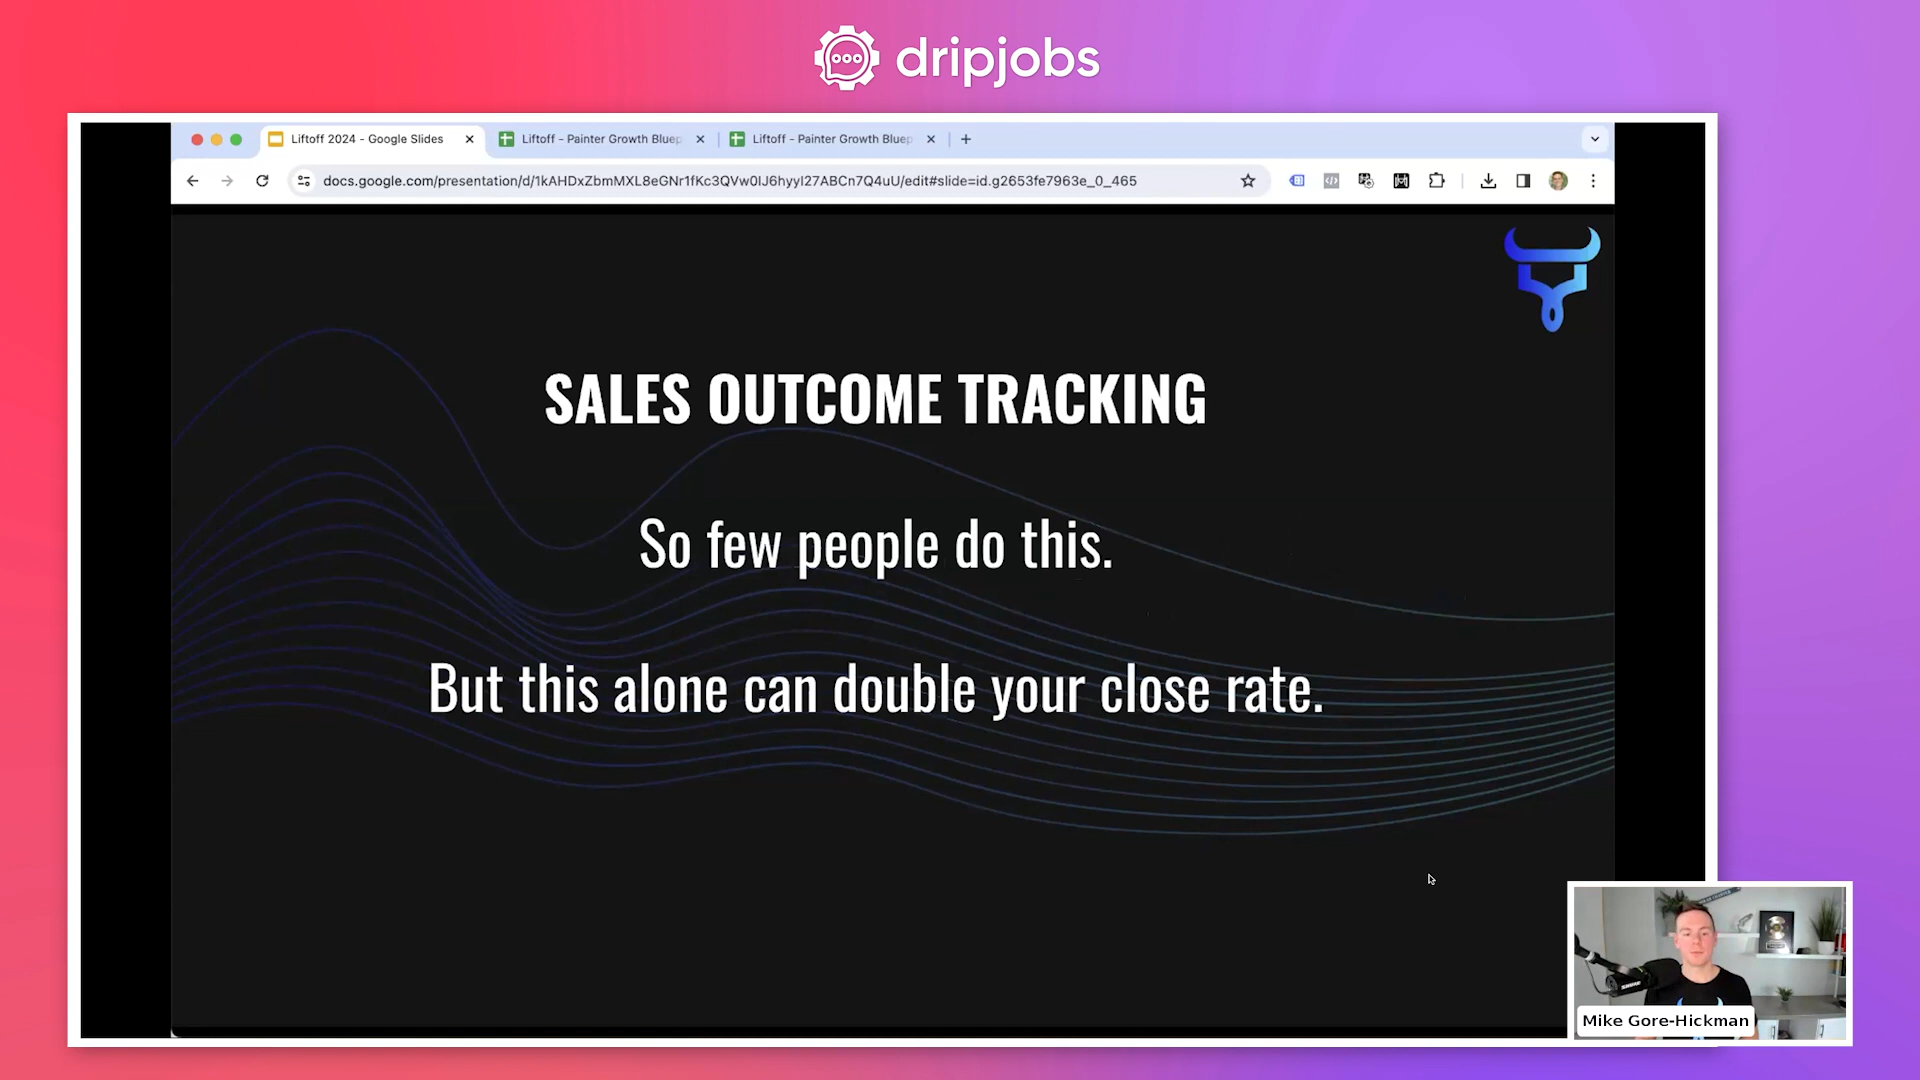 dripjobs
Liftoff 2024 - Google Slides
Liftoff - Painter Growth Bluep
Liftoff - Painter Growth Bluep
docs.google.com/presentation/d/1kAHDxZbmMXL8eGNr1fKc3QVw0IJ6hyyI27ABCn7Q4uU/edit#slide=id.g2653fe7963e_0_465
SALES OUTCOME TRACKING
So few people do this.
But this alone can double your close rate.
SHURE
Mike Gore-Hickman